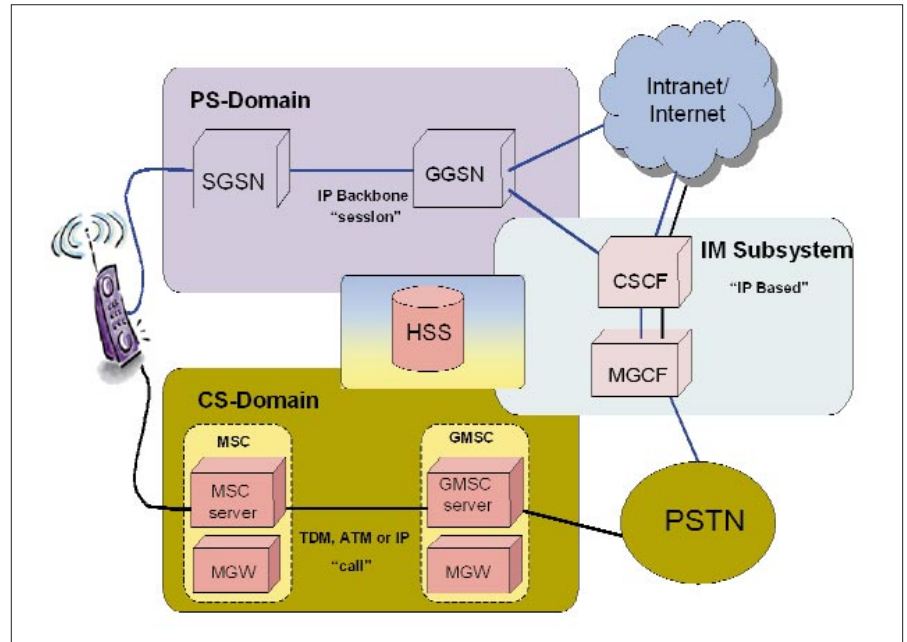 PS-Domain
Intranet/
Internet
SGSN
GGSN
IP Backbone
“session”
IM Subsystem
CSCF
“IP Based”
HSS
MGCF
CS-Domain
MSC
GMSC
MSC
server
GMSC
server
PSTN
TDM, ATM or IP
“call”
MGW
MGW